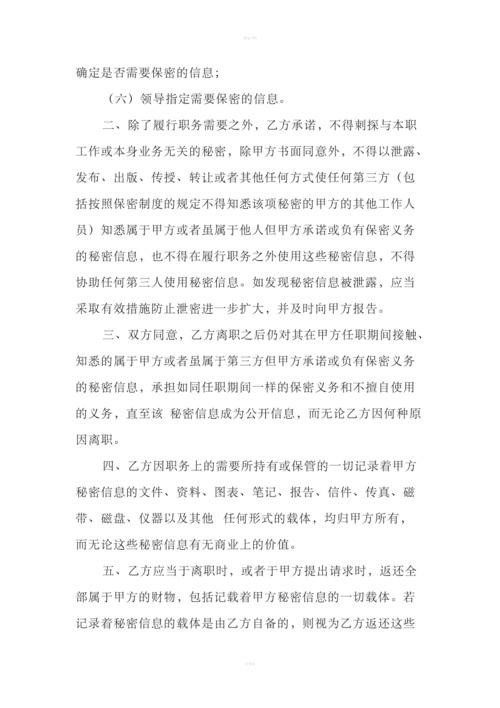 确定是否需要保密的信息;
（六）领导指定需要保密的信息。
二、除了履行职务需要之外，乙方承诺，不得刺探与本职
工作或本身业务无关的秘密，除甲方书面同意外，不得以泄露、
发布、出版、传授、转让或者其他任何方式使任何第三方（包
括按照保密制度的规定不得知悉该项秘密的甲方的其他工作人
员）知悉属于甲方或者虽属于他人但甲方承诺或负有保密义务
的秘密信息，也不得在履行职务之外使用这些秘密信息，不得
协助任何第三人使用秘密信息。如发现秘密信息被泄露，应当
采取有效措施防止泄密进一步扩大，并及时向甲方报告。
三、双方同意，乙方离职之后仍对其在甲方任职期间接触、
知悉的属于甲方或者虽属于第三方但甲方承诺或负有保密义务
的秘密信息，承担如同任职期间一样的保密义务和不擅自使用
的义务，直至该 秘密信息成为公开信息，而无论乙方因何种原
因离职。
四、乙方因职务上的需要所持有或保管的一切记录着甲方
秘密信息的文件、资料、图表、笔记、报告、信件、传真、磁
带、磁盘、仪器以及其他 任何形式的载体，均归甲方所有，
而无论这些秘密信息有无商业上的价值。
五、乙方应当于离职时，或者于甲方提出请求时，返还全
部属于甲方的财物，包括记载着甲方秘密信息的一切载体。若
记录着秘密信息的载体是由乙方自备的，则视为乙方返还这些